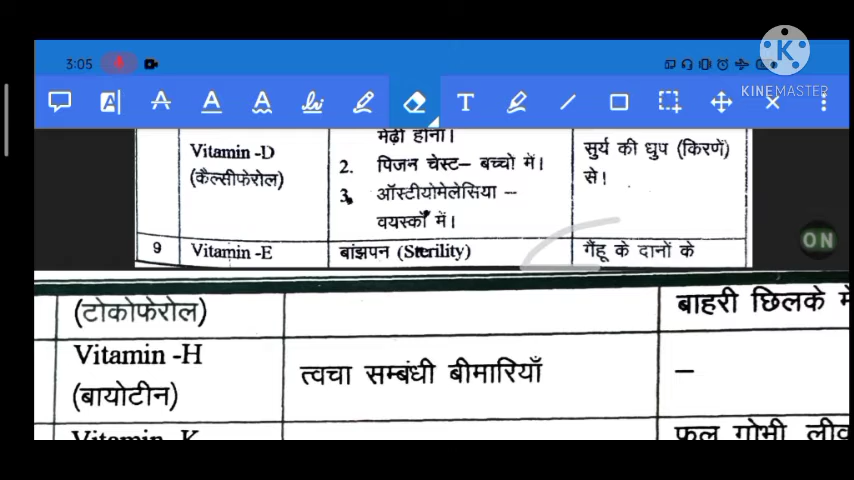 3:05
KINEMASTER
A
A
A
T
मेढ़ी होना।
Vitamin -D
(कैल्सीफेरोल)
2. पिजन चेस्ट– बच्चो में।
3. ऑस्टीयोमेलेसिया –
वयस्कों में।
सुर्य की घुप (किरणें)
से।
ON
9 Vitamin -E बांझपन (Sterility) गैंहू के दानों के
(टोकोफेरोल) बाहरी छिलके में
Vitamin -H
(बायोटीन)
त्वचा सम्बंधी बीमारियाँ –
Vitamin -K फूल गोभी, लीव